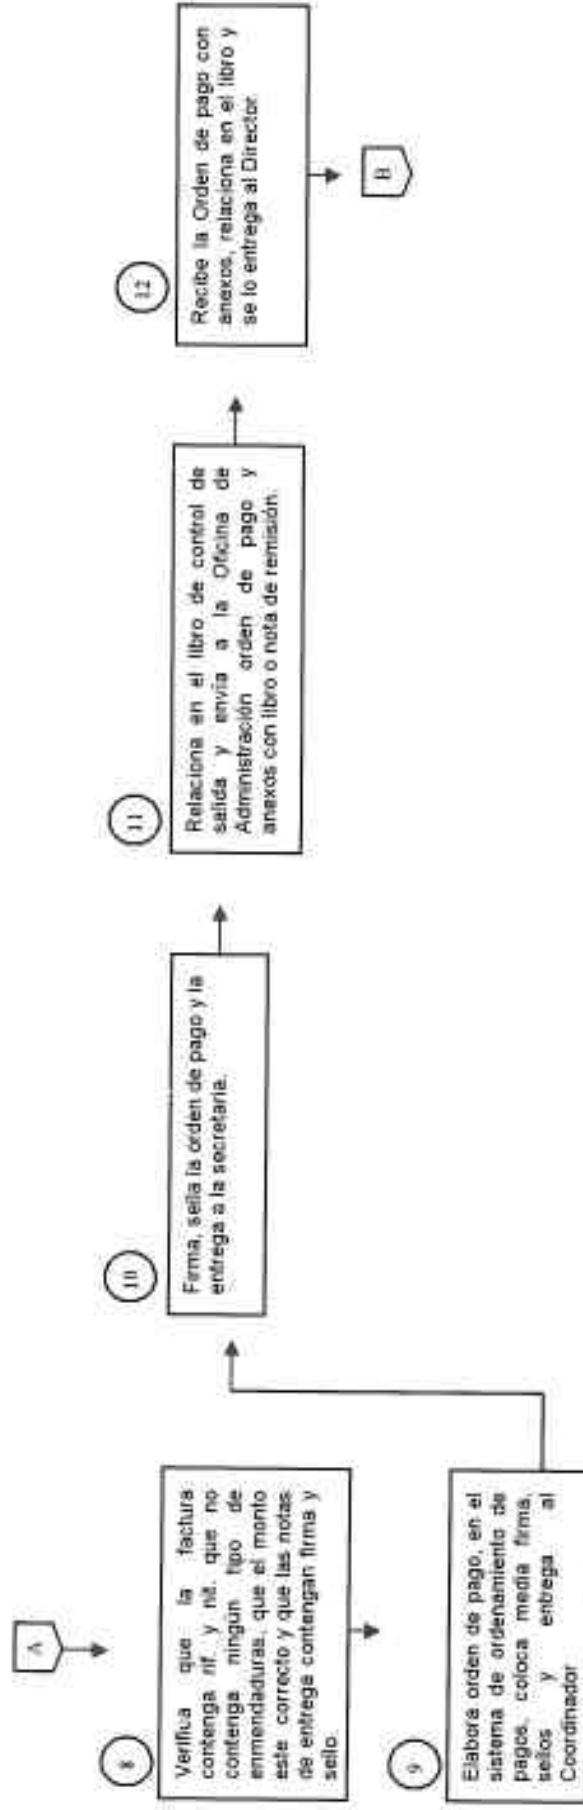 A
8
Verifica que la factura
contenga rif. y nit. que no
contenga ningún tipo de
enmendaduras, que el monto
este correcto y que las notas
de entrega contengan firma y
sello.
9
Elabora orden de pago, en el
sistema de ordenamiento de
pagos, coloca media firma,
sellos y entrega al
Coordinador
10
Firma, sella la orden de pago y la
entrega a la secretaria.
11
Relaciona en el libro de control de
salida y envía a la Oficina de
Administración orden de pago y
anexos con libro o nota de remisión.
12
Recibe la Orden de pago con
anexos, relaciona en el libro y
se lo entrega al Director.
B